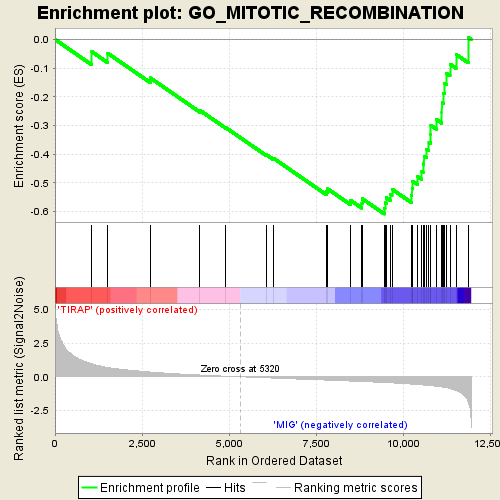 Enrichment plot: GO_MITOTIC_RECOMBINATION
Enrichment score (ES)
0.0
-0.1
-0.2
-0.3
-0.4
-0.5
-0.6
'TIRAP' (positively correlated)
Ranked list metric (Signal2Noise)
5.0
2.5
0.0
-2.5
Zero cross at 5320
'MIG' (negatively correlated)
0
2,500
5,000
7,500
10,000
12,500
Rank in Ordered Dataset
Enrichment profile
Hits
Ranking metric scores